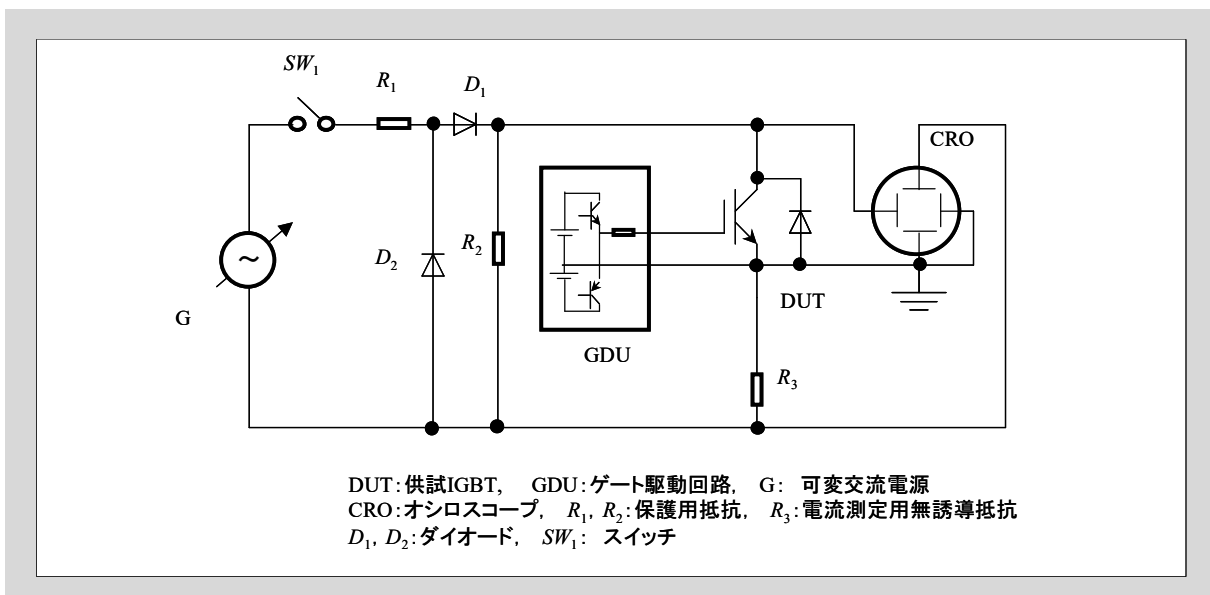 SW₁
R₁
D₁
CRO
R₂
D₂
~
G
GDU
DUT
R₃
DUT：供試IGBT， GDU：ゲート駆動回路， G： 可変交流電源
CRO：オシロスコープ， R₁, R₂：保護用抵抗， R₃：電流測定用無誘導抵抗
D₁, D₂：ダイオード， SW₁： スイッチ